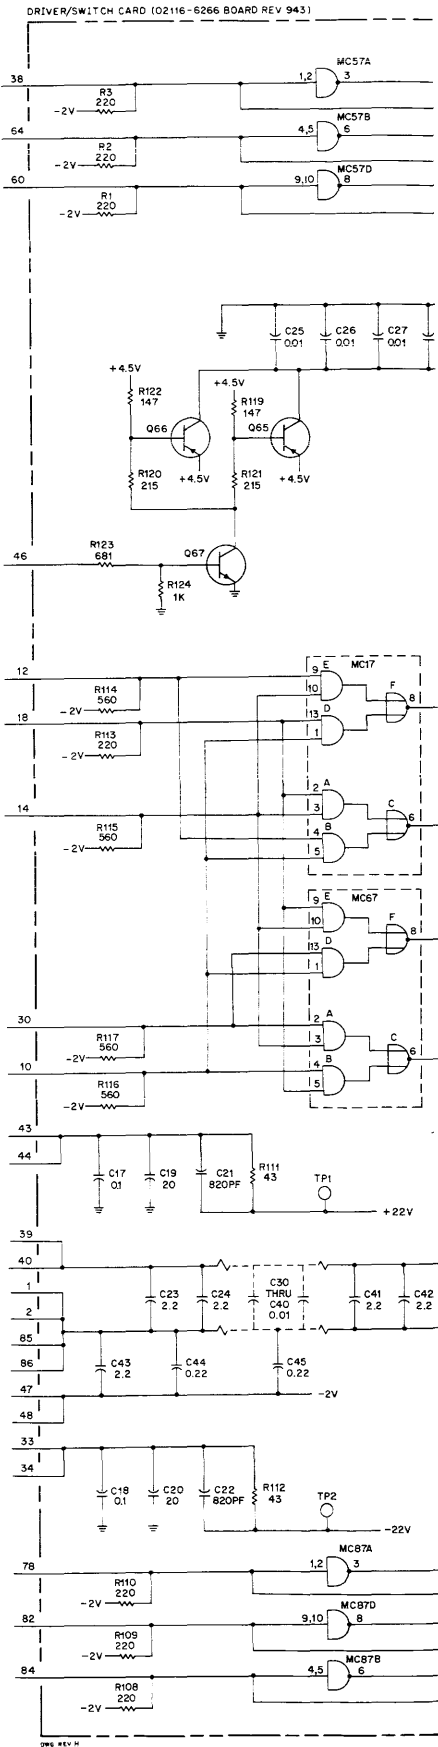 DRIVER/SWITCH CARD (02116-6266 BOARD REV 943)
MC57A
38
1,2
3
R3
220
-2V
MC57B
64
4,5
6
R2
220
-2V
MC57D
60
9,10
8
R1
220
-2V
C25
0.01
C26
0.01
C27
0.01
+4.5V
+4.5V
R122
147
R119
147
Q66
Q65
R120
215
+4.5V
R121
215
+4.5V
46
R123
681
Q67
R124
1K
MC17
12
9
E
F
8
10
R114
560
-2V
18
13
D
1
R113
220
-2V
2
A
14
3
C
6
R115
560
-2V
4
B
5
MC67
9
E
F
8
10
13
D
1
30
2
A
3
C
6
R117
560
-2V
10
4
B
5
R116
560
-2V
43
44
C17
0.1
C19
20
C21
820PF
R111
43
TP1
+22V
39
40
1
2
85
86
C23
2.2
C24
2.2
C30
THRU
C40
0.01
C41
2.2
C42
2.2
C43
2.2
C44
0.22
C45
0.22
47
-2V
48
33
34
C18
0.1
C20
20
C22
820PF
R112
43
TP2
-22V
MC87A
78
1,2
3
R110
220
-2V
MC87D
82
9,10
8
R109
220
-2V
MC87B
84
4,5
6
R108
220
-2V
DWG REV H